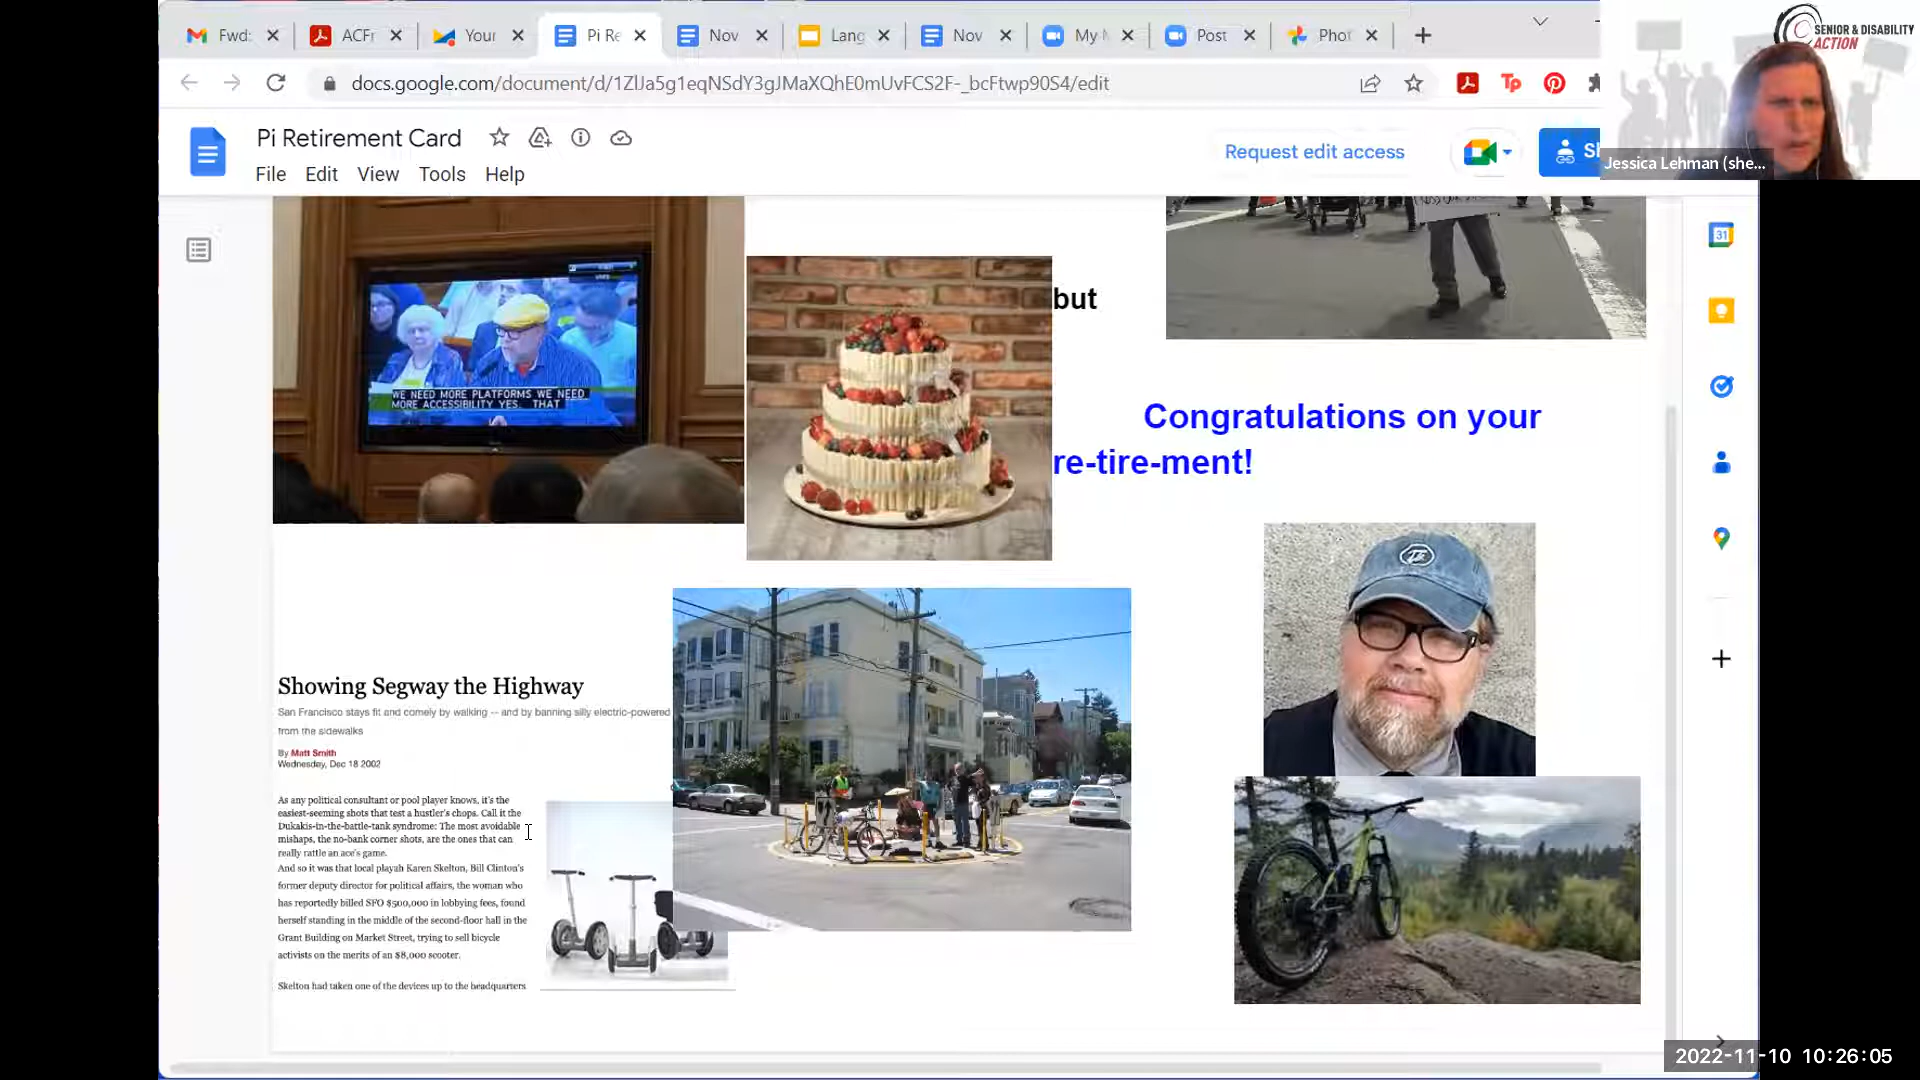 Fwd:
ACFr
Your
Pi Re
Nov
Lang
Nov
My M
Post
Phot
docs.google.com/document/d/1ZlJa5g1eqNSdY3gJMaXQhE0mUvFCS2F-_bcFtwp90S4/edit
Tp
SENIOR & DISABILITY
ACTION
Pi Retirement Card
Request edit access
Jessica Lehman (she...
File Edit View Tools Help
31
WE NEED MORE PLATFORMS WE NEED
MORE ACCESSIBILITY YES. THAT
but
Congratulations on your
re-tire-ment!
Showing Segway the Highway
San Francisco stays fit and comely by walking -- and by banning silly electric-powered
from the sidewalks
By Matt Smith
Wednesday, Dec 18 2002
As any political consultant or pool player knows, it's the
easiest-seeming shots that test a hustler's chops. Call it the
Dukakis-in-the-battle-tank syndrome: The most avoidable
mishaps, the no-bank corner shots, are the ones that can
really rattle an ace's game.
And so it was that local playah Karen Skelton, Bill Clinton's
former deputy director for political affairs, the woman who
has reportedly billed SFO $500,000 in lobbying fees, found
herself standing in the middle of the second-floor hall in the
Grant Building on Market Street, trying to sell bicycle
activists on the merits of an $8,000 scooter.
Skelton had taken one of the devices up to the headquarters
2022-11-10 10:26:05